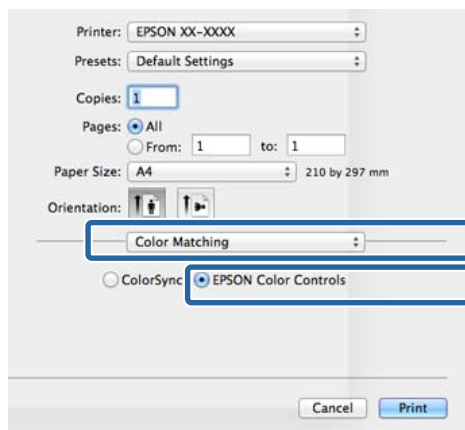 Printer: EPSON XX-XXXX
Presets: Default Settings
Copies: 1
Pages: All
From: 1 to: 1
Paper Size: A4 210 by 297 mm
Orientation:
Color Matching
ColorSync EPSON Color Controls
Cancel Print